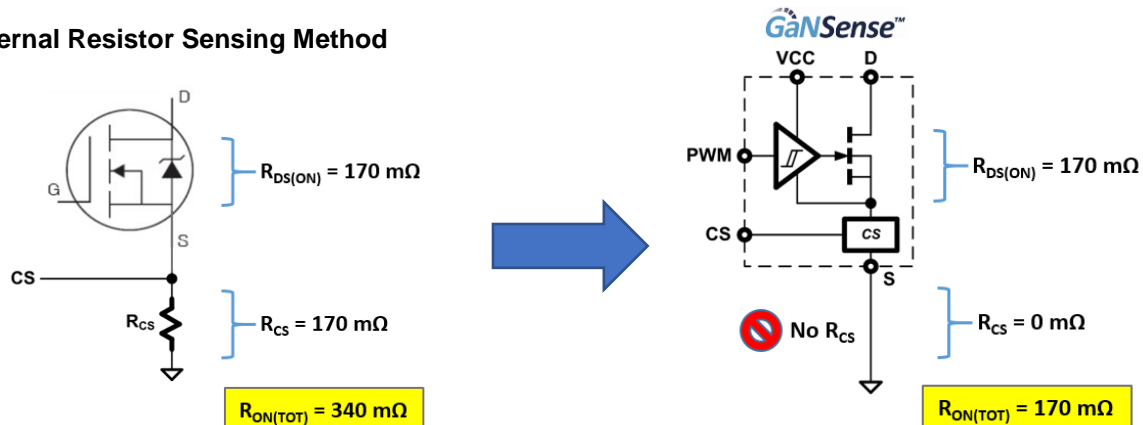 ernal Resistor Sensing Method
D
G
S
CS
RCS
RDS(ON) = 170 mΩ
RCS = 170 mΩ
RON(TOT) = 340 mΩ
GaNSense™
VCC
D
PWM
CS
CS
S
No RCS
RDS(ON) = 170 mΩ
RCS = 0 mΩ
RON(TOT) = 170 mΩ